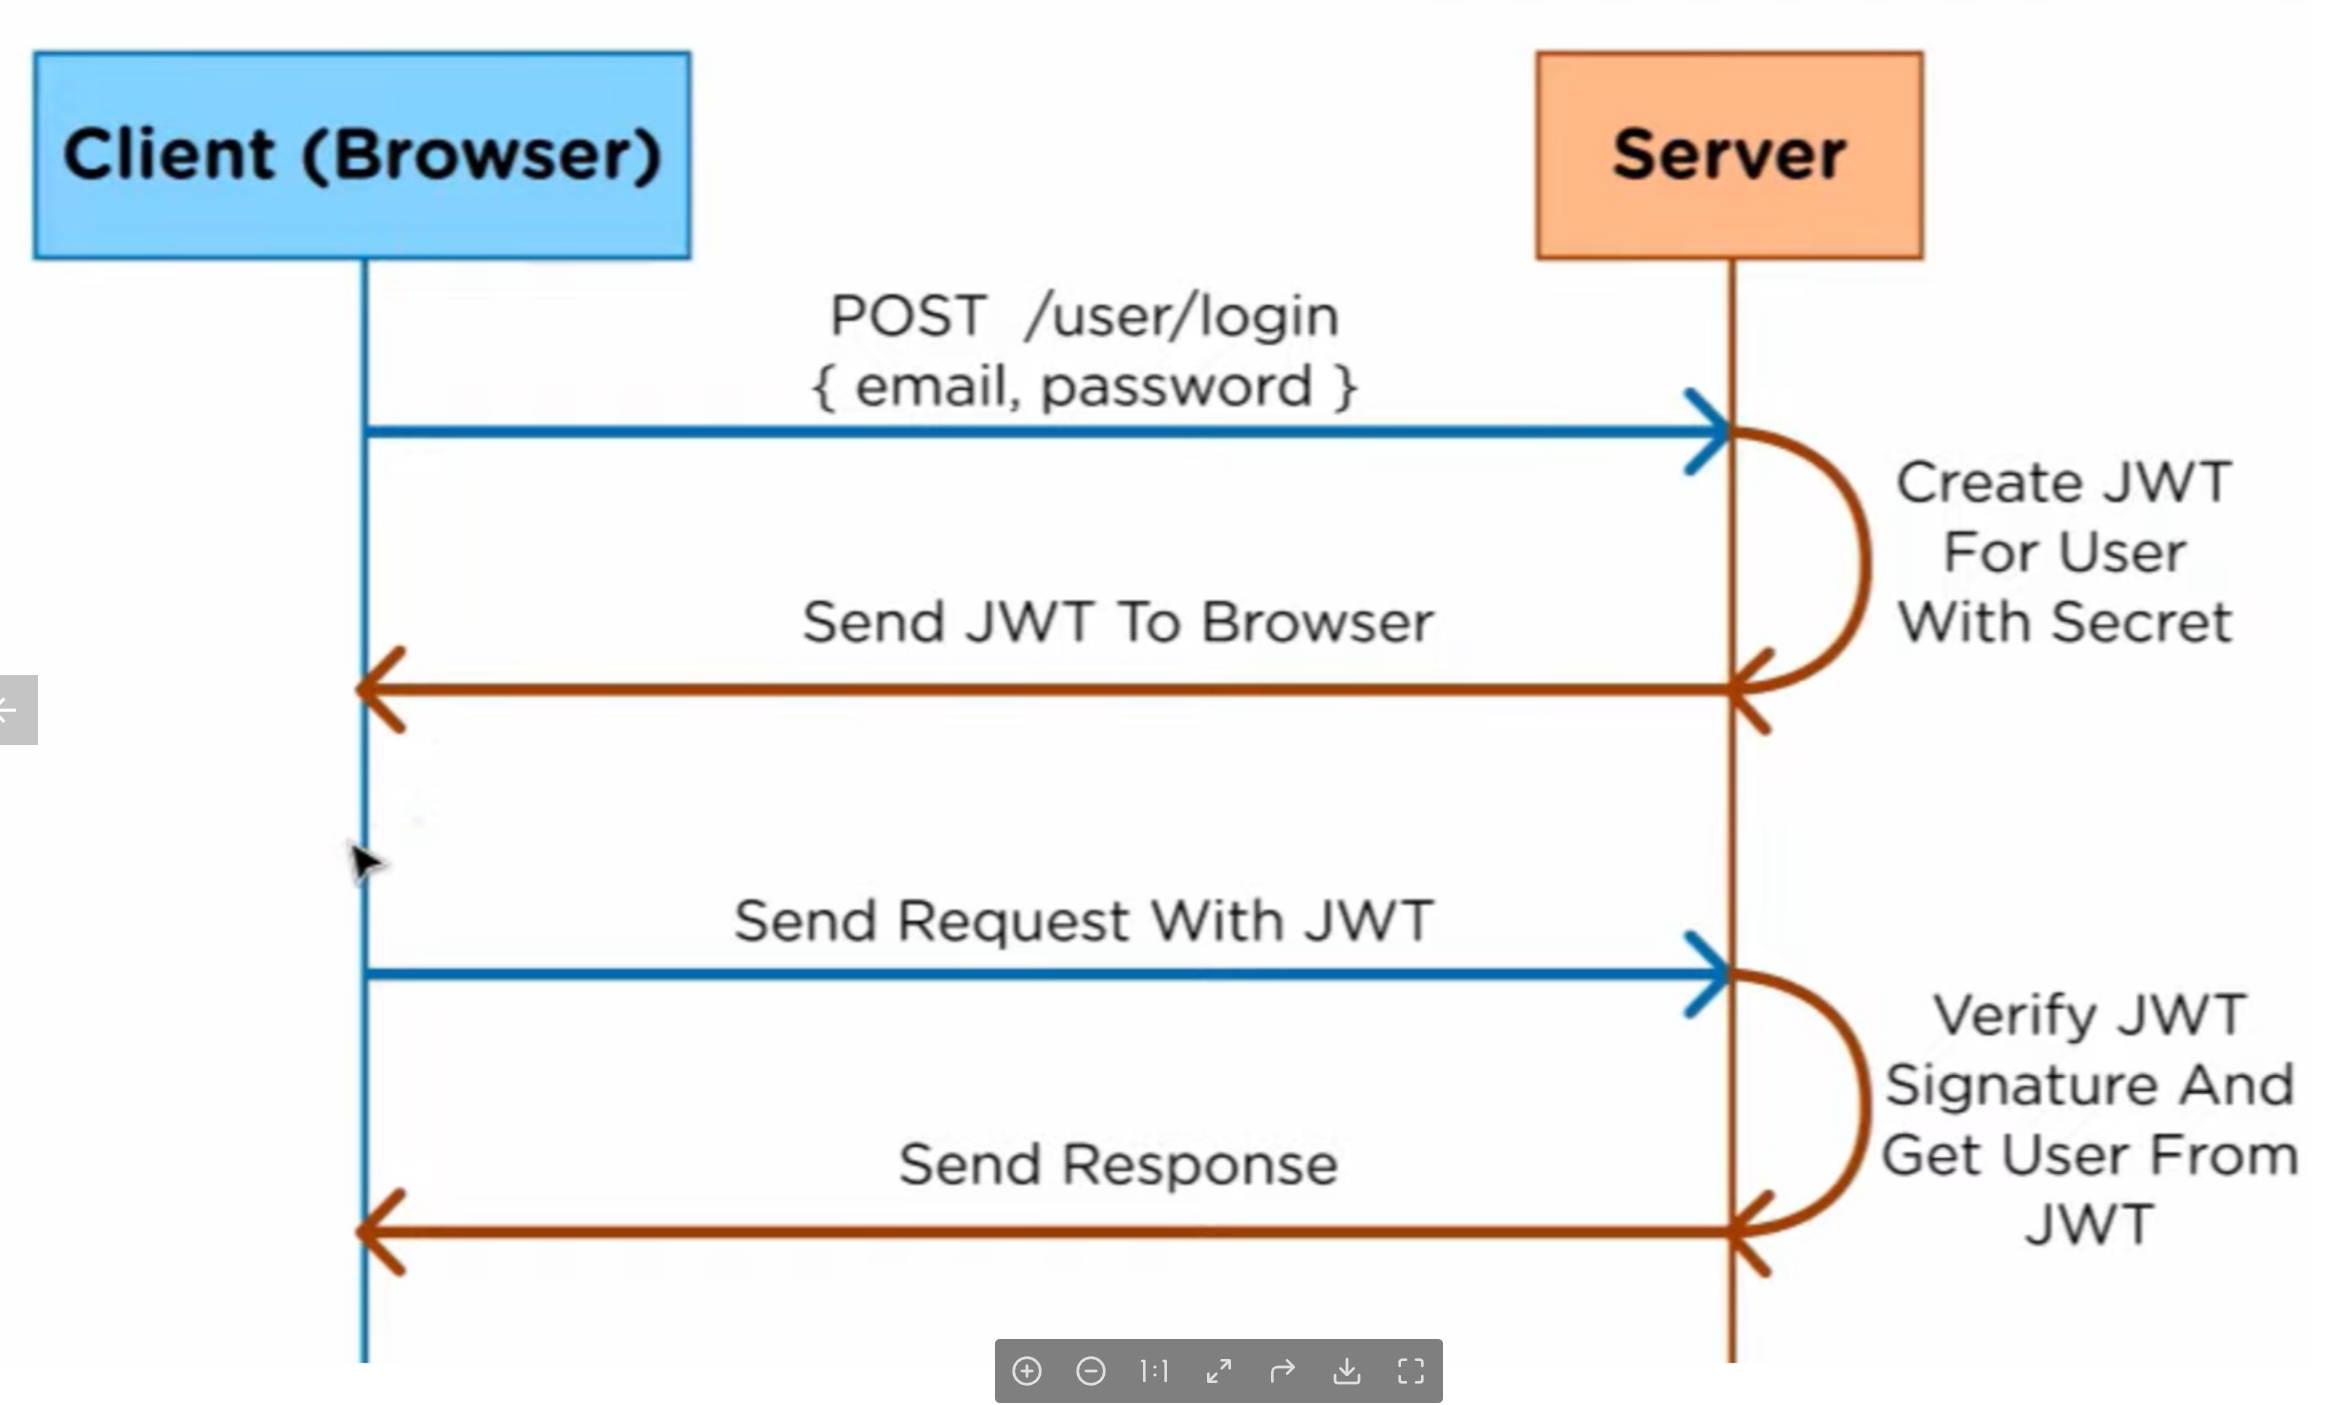 Client (Browser)
Server
POST /user/login
{ email, password }
Create JWT
For User
With Secret
Send JWT To Browser
Send Request With JWT
Verify JWT
Signature And
Get User From
JWT
Send Response
1:1